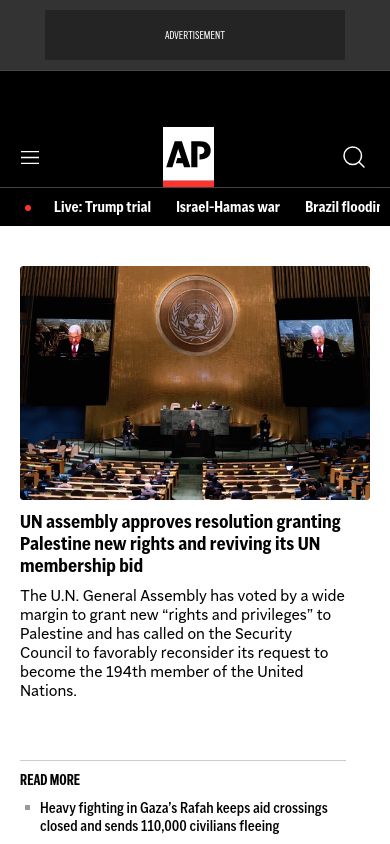 ADVERTISEMENT
AP
Live: Trump trial Israel-Hamas war Brazil floodin
UN assembly approves resolution granting
Palestine new rights and reviving its UN
membership bid
The U.N. General Assembly has voted by a wide
margin to grant new “rights and privileges” to
Palestine and has called on the Security
Council to favorably reconsider its request to
become the 194th member of the United
Nations.
READ MORE
Heavy fighting in Gaza’s Rafah keeps aid crossings
closed and sends 110,000 civilians fleeing